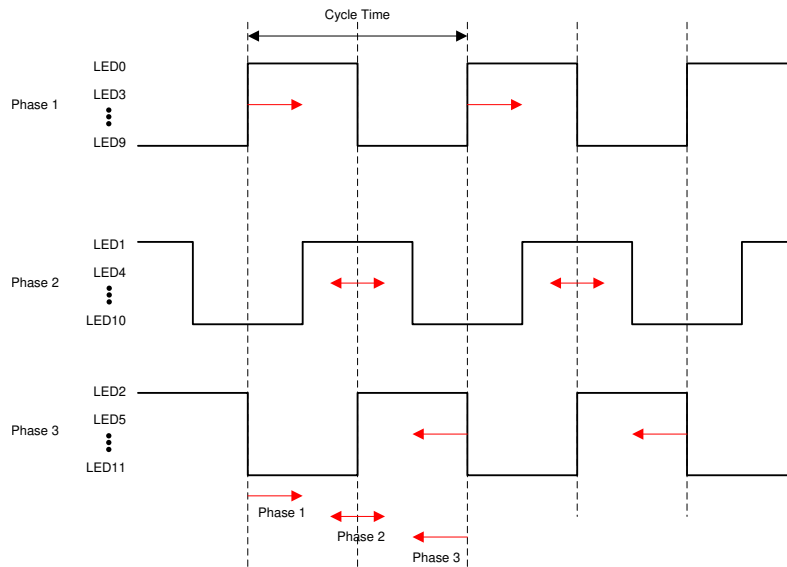 Cycle Time
LED0
Phase 1
LED3
LED9
LED1
Phase 2
LED4
LED10
LED2
Phase 3
LED5
LED11
Phase 1
Phase 2
Phase 3